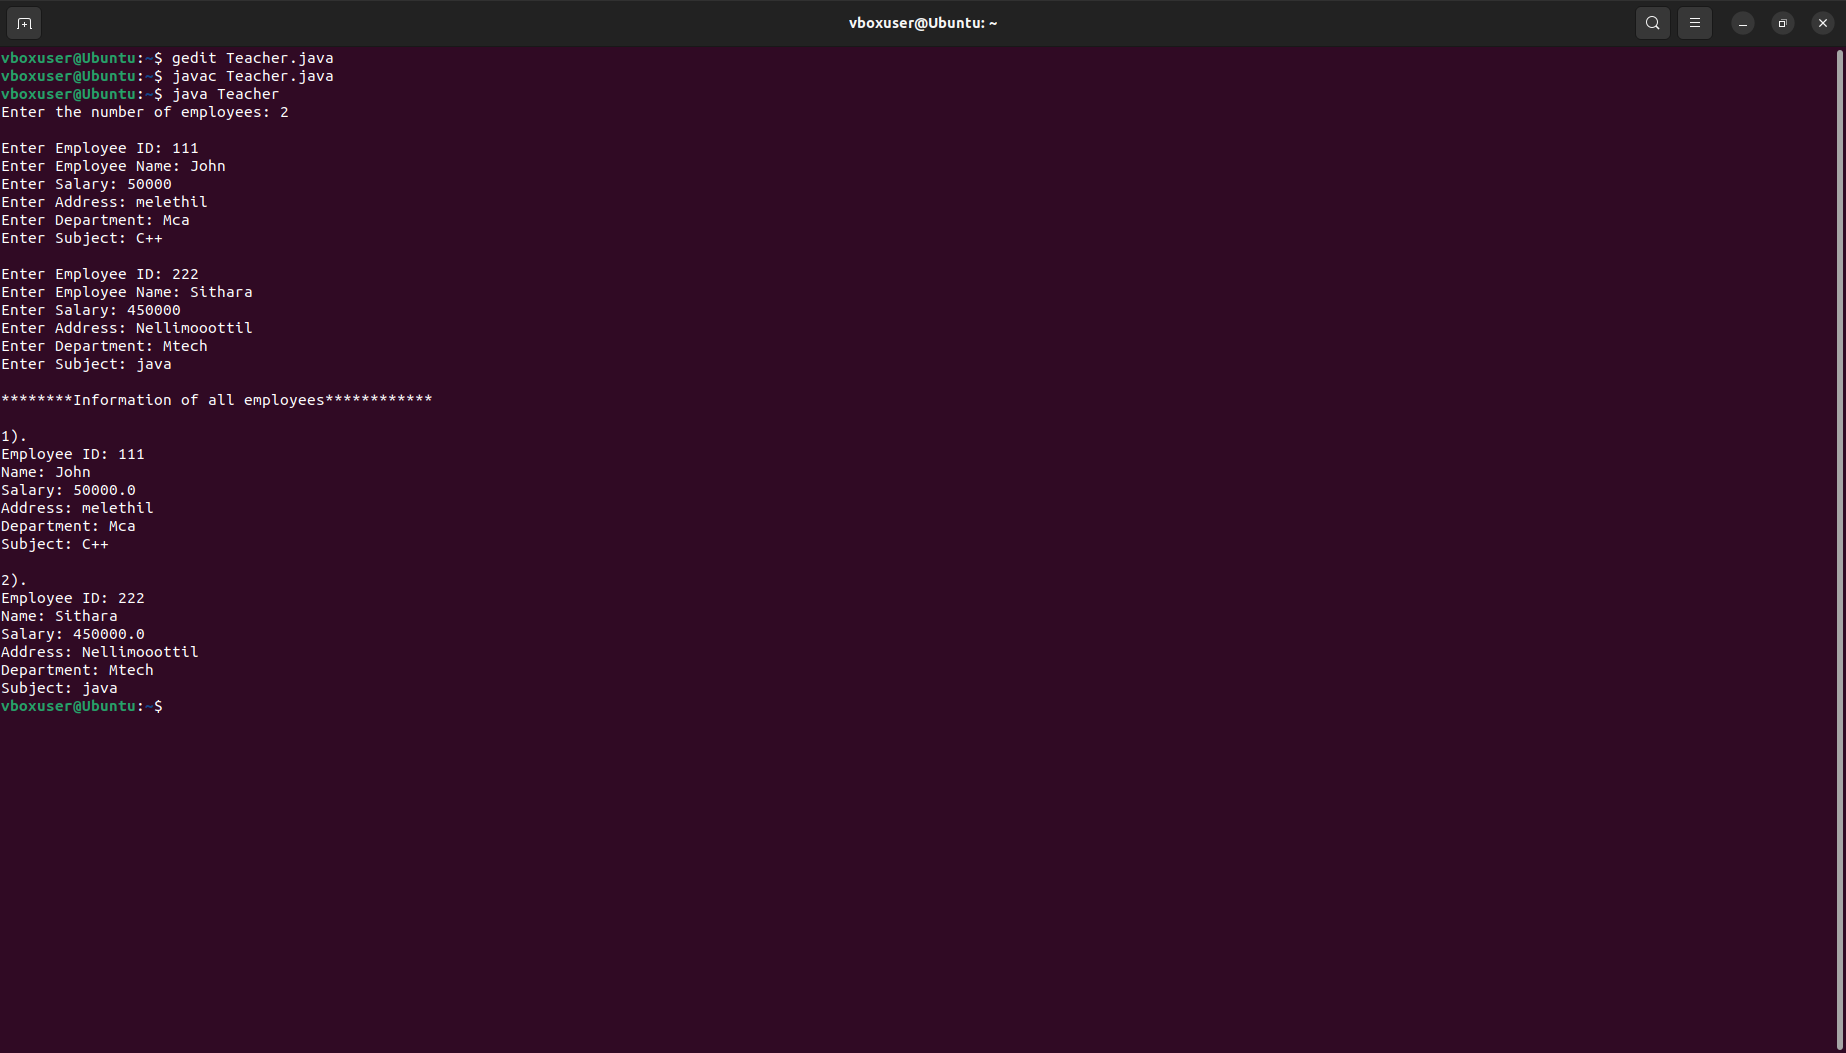 vboxuser@Ubuntu: ~
vboxuser@Ubuntu:~$ gedit Teacher.java
vboxuser@Ubuntu:~$ javac Teacher.java
vboxuser@Ubuntu:~$ java Teacher
Enter the number of employees: 2

Enter Employee ID: 111
Enter Employee Name: John
Enter Salary: 50000
Enter Address: melethil
Enter Department: Mca
Enter Subject: C++

Enter Employee ID: 222
Enter Employee Name: Sithara
Enter Salary: 450000
Enter Address: Nellimooottil
Enter Department: Mtech
Enter Subject: java

********Information of all employees************

1).
Employee ID: 111
Name: John
Salary: 50000.0
Address: melethil
Department: Mca
Subject: C++

2).
Employee ID: 222
Name: Sithara
Salary: 450000.0
Address: Nellimooottil
Department: Mtech
Subject: java
vboxuser@Ubuntu:~$